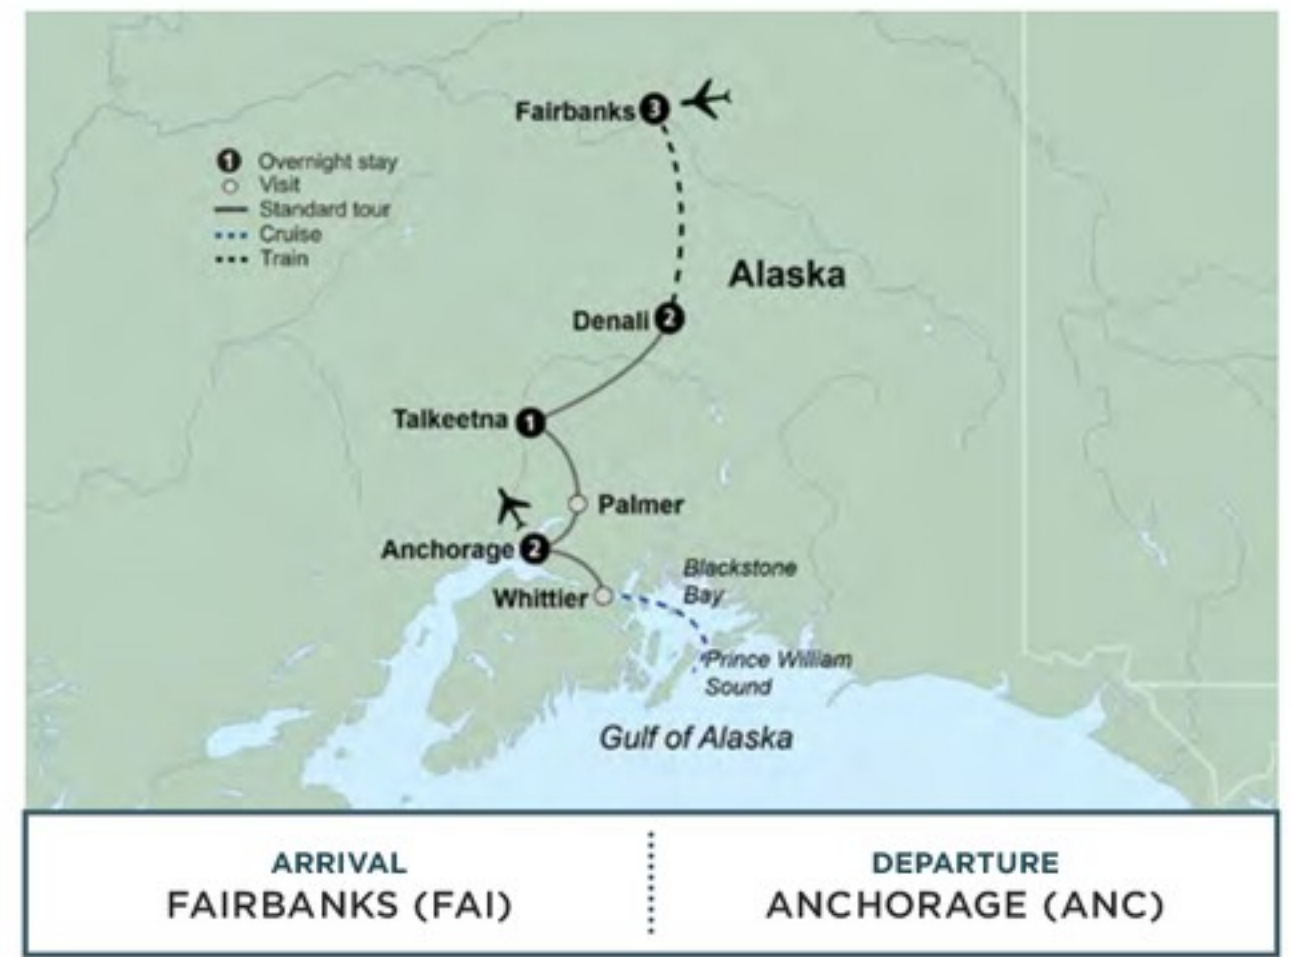 Fairbanks 3
1 Overnight stay
Visit
Standard tour
Cruise
Train
Alaska
Denali 2
Talkeetna 1
Palmer
Anchorage 2
Blackstone
Bay
Whittier
Prince William
Sound
Gulf of Alaska
ARRIVAL
FAIRBANKS (FAI)
DEPARTURE
ANCHORAGE (ANC)